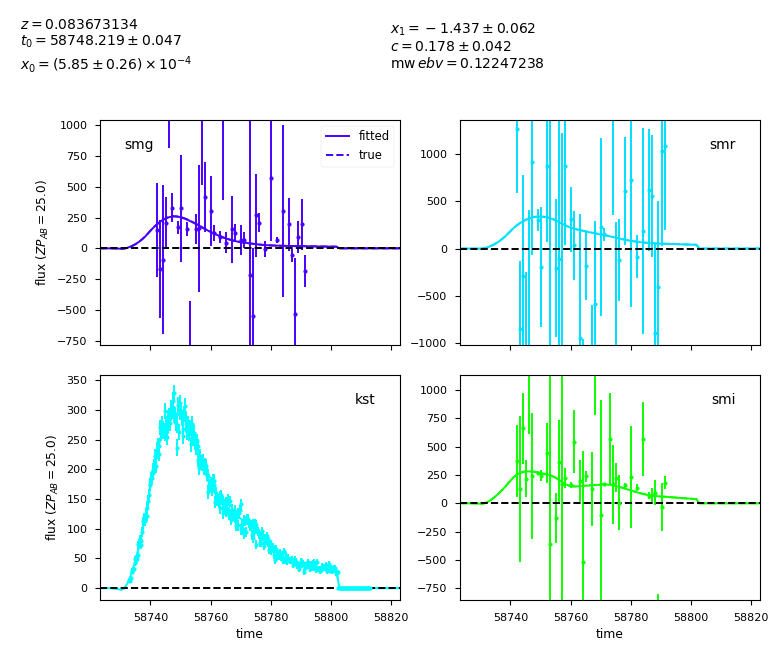 z = 0.083673134
t₀ = 58748.219 ± 0.047
x₀ = (5.85 ± 0.26) × 10⁻⁴
x₁ = −1.437 ± 0.062
c = 0.178 ± 0.042
mw ebv = 0.12247238
smg
fitted
true
1000
750
500
250
0
−250
−500
−750
flux (ZP_AB = 25.0)
smr
1000
500
0
−500
−1000
kst
350
300
250
200
150
100
50
0
flux (ZP_AB = 25.0)
58740 58760 58780 58800 58820
time
smi
1000
750
500
250
0
−250
−500
−750
58740 58760 58780 58800 58820
time